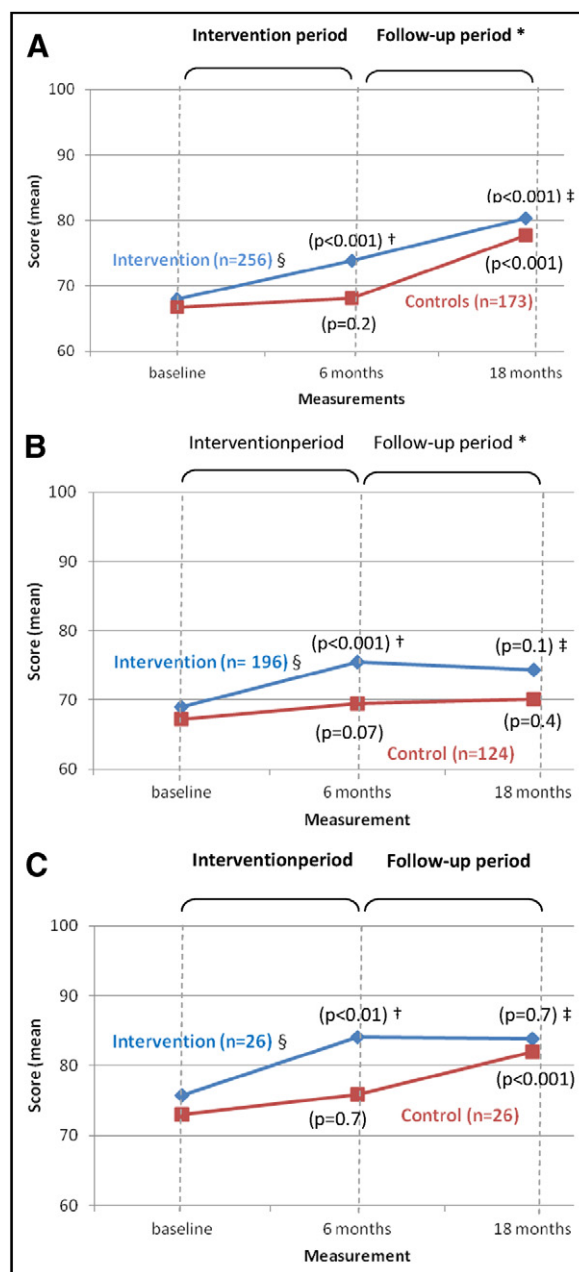 A
Intervention period Follow-up period *
100
90
80
70
60
Score (mean)
(p<0.001) ‡
(p<0.001) †
Intervention (n=256) §
(p<0.001)
Controls (n=173)
(p=0.2)
baseline 6 months 18 months
Measurements
B
Interventionperiod Follow-up period *
100
90
80
70
60
Score (mean)
(p<0.001) † (p=0.1) ‡
Intervention (n= 196) §
(p=0.07) (p=0.4)
Control (n=124)
baseline 6 months 18 months
Measurement
C
Interventionperiod Follow-up period
100
90
80
70
60
Score (mean
(p<0.01) † (p=0.7) ‡
Intervention (n=26) §
(p<0.001)
(p=0.7) Control (n=26)
baseline 6 months 18 months
Measurement